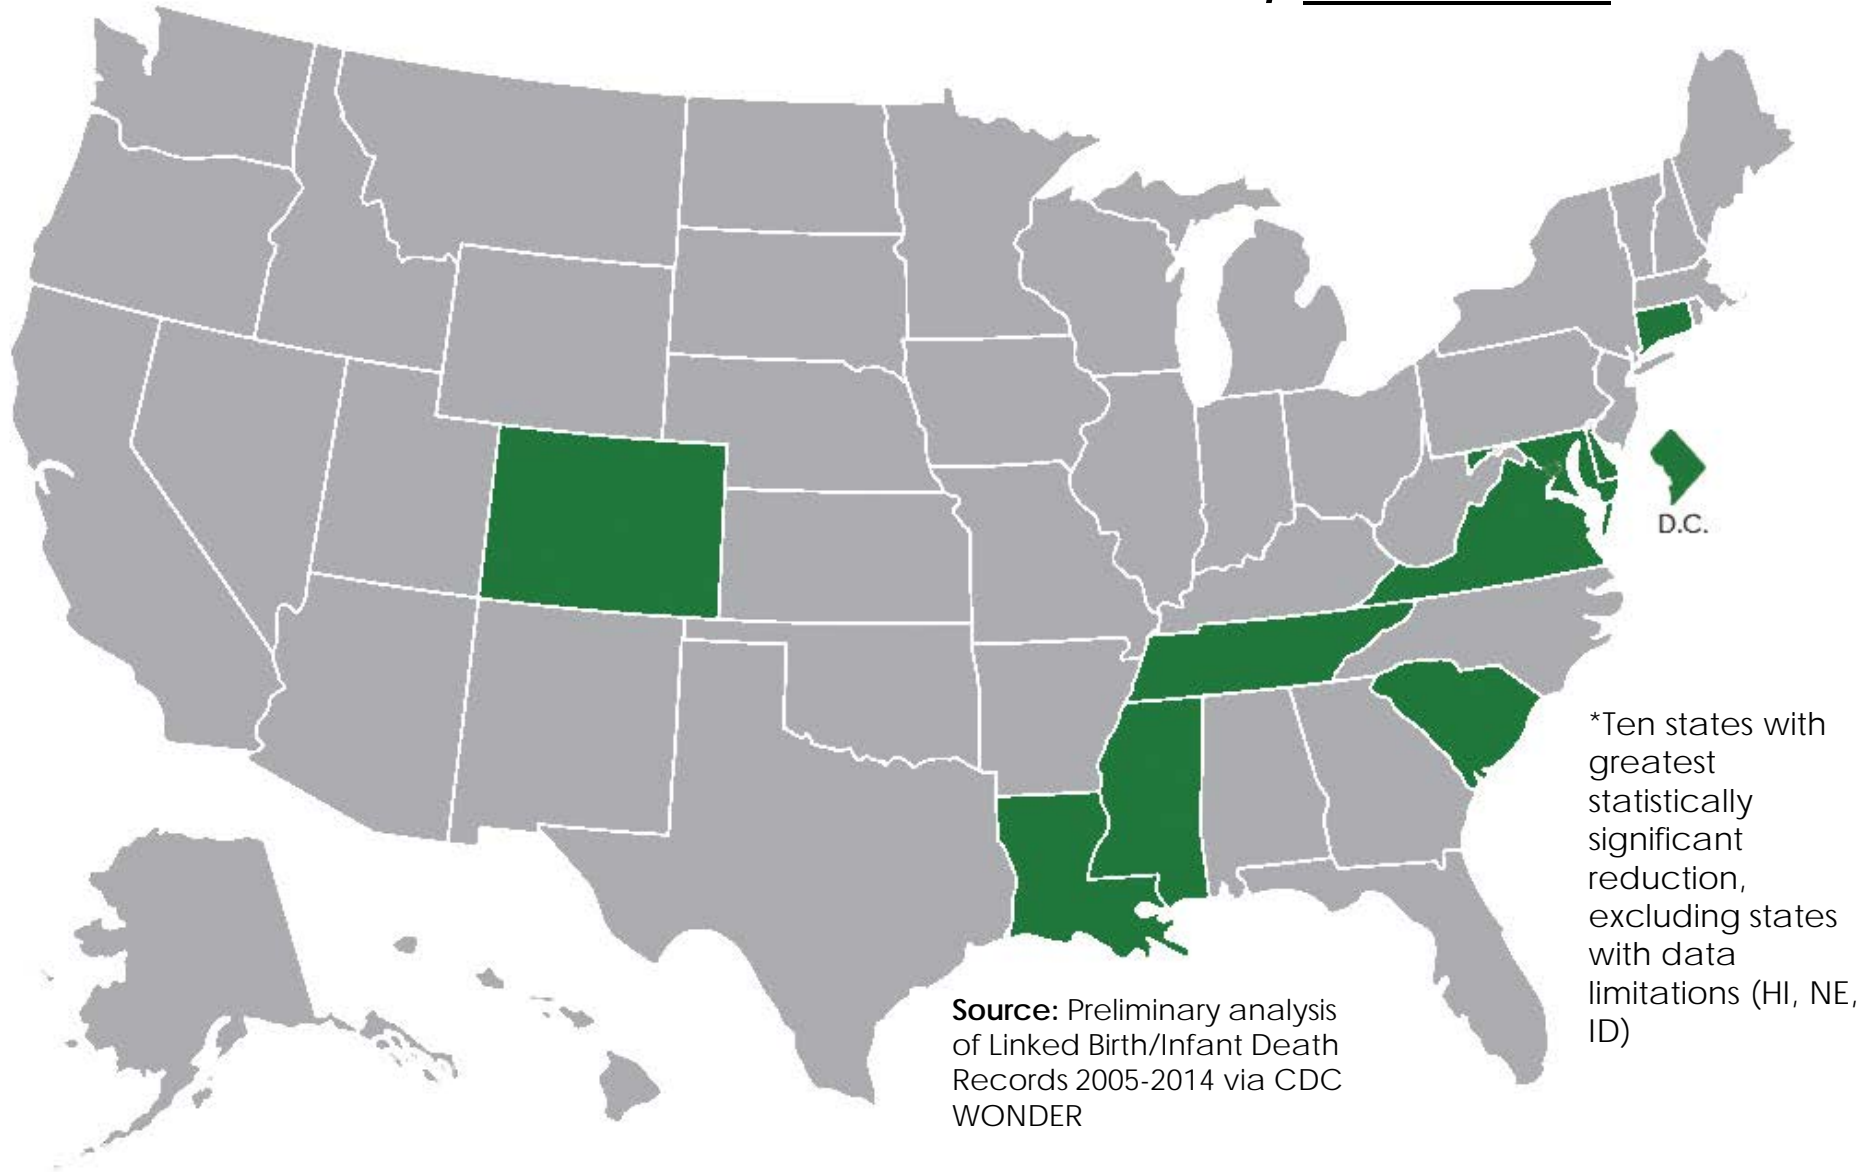 D.C.
*Ten states with
greatest
statistically
significant
reduction,
excluding states
with data
limitations (HI, NE,
ID)
Source: Preliminary analysis
of Linked Birth/Infant Death
Records 2005-2014 via CDC
WONDER